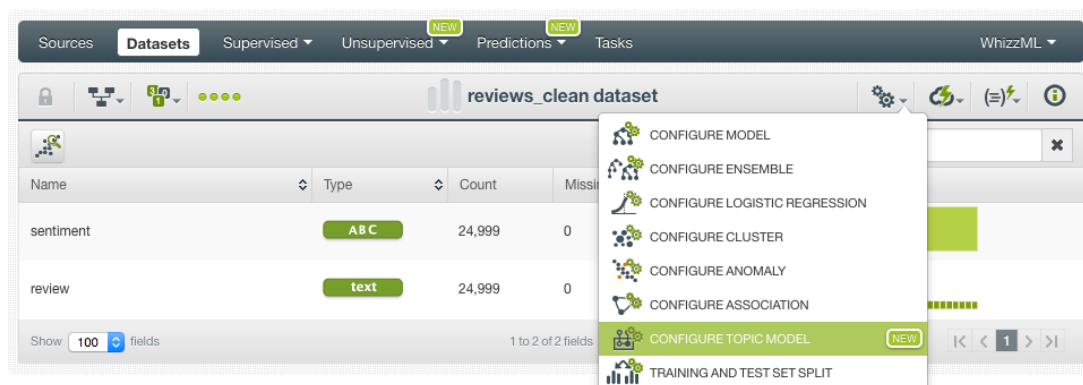 NEW NEW
Sources Datasets Supervised Unsupervised Predictions Tasks WhizzML
reviews_clean dataset
CONFIGURE MODEL
CONFIGURE ENSEMBLE
Name Type Count
CONFIGURE LOGISTIC REGRESSION
sentiment ABC 24,999 0
CONFIGURE CLUSTER
CONFIGURE ANOMALY
review text 24,999 0
CONFIGURE ASSOCIATION
Show 100 fields 1 to 2 of 2 fields
CONFIGURE TOPIC MODEL NEW
1
TRAINING AND TEST SET SPLIT